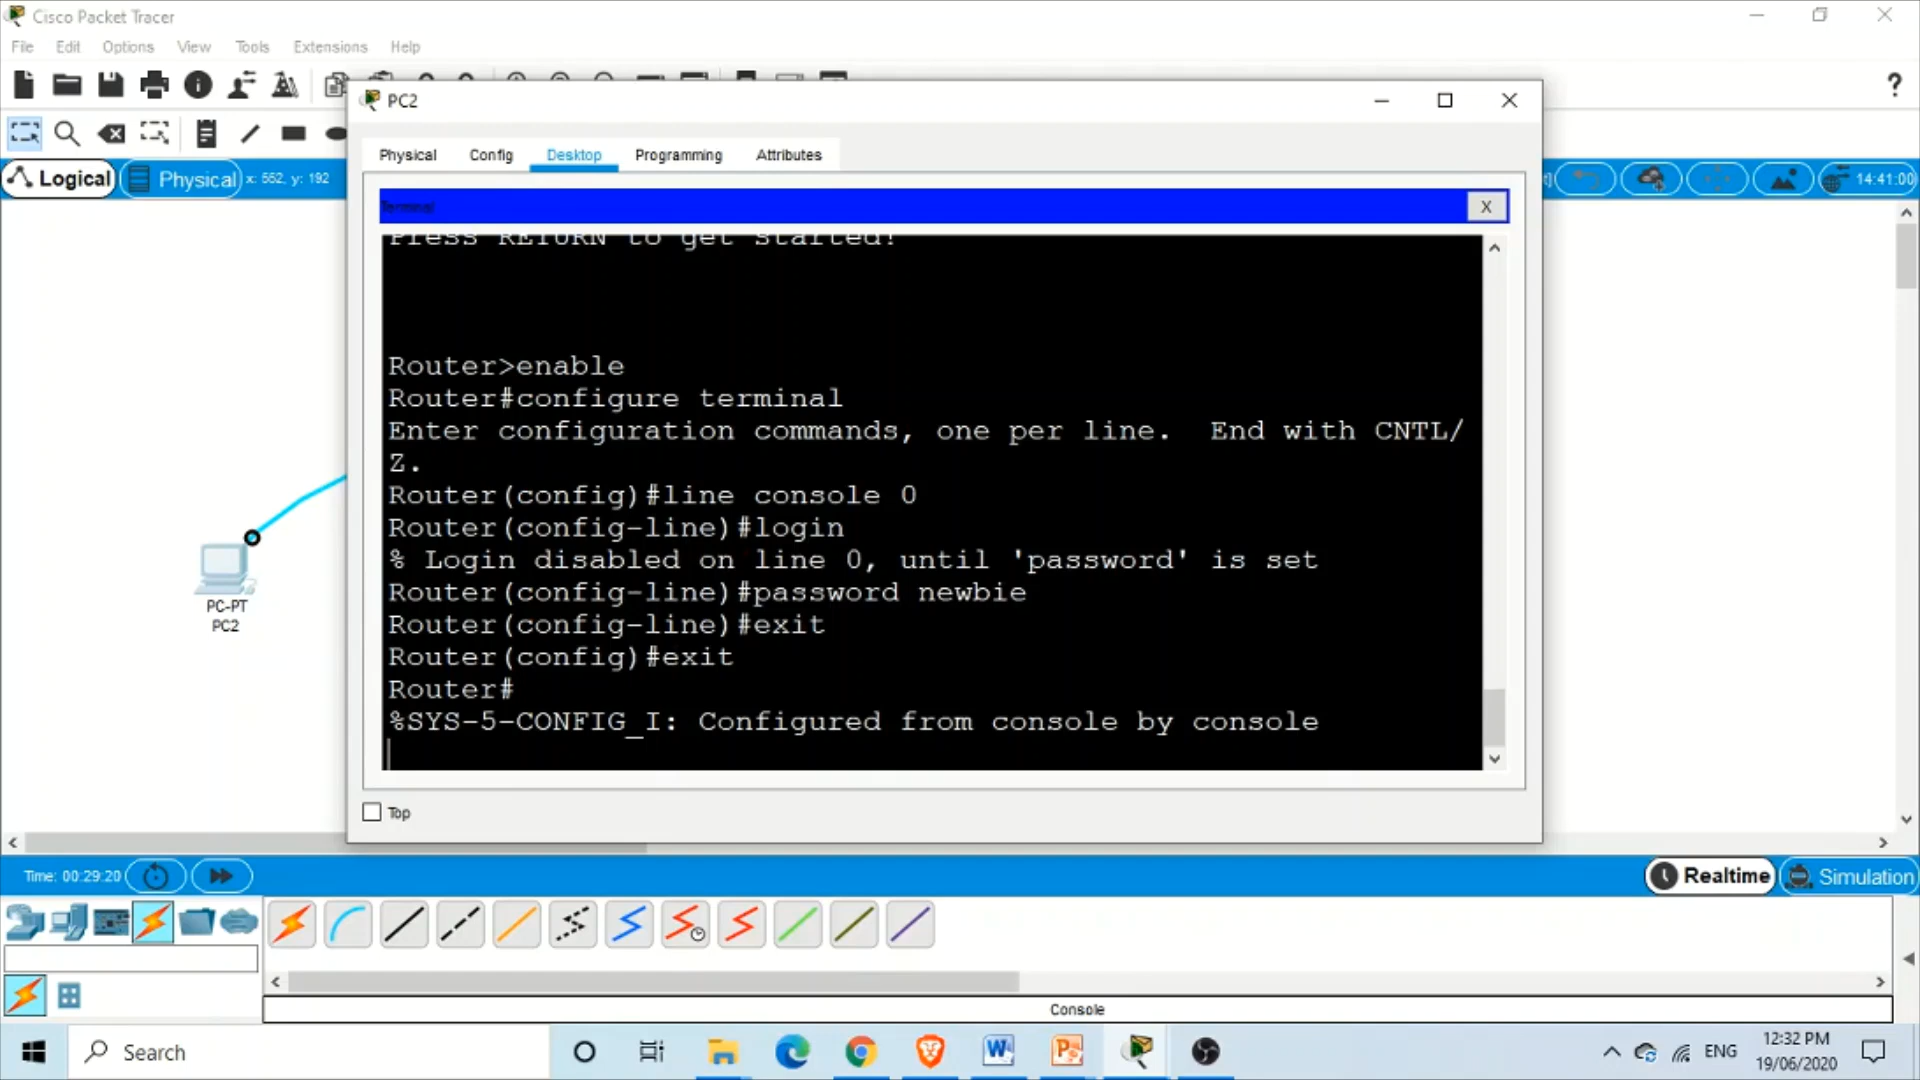 Cisco Packet Tracer
File Edit Options View Tools Extensions Help
?
PC2
Physical Config Desktop Programming Attributes
Logical Physical x: 552, y: 192
14:41:00
Terminal
X
Press RETURN to get started!
Router>enable
Router#configure terminal
Enter configuration commands, one per line.  End with CNTL/
Z.
Router(config)#line console 0
Router(config-line)#login
% Login disabled on line 0, until 'password' is set
Router(config-line)#password newbie
Router(config-line)#exit
Router(config)#exit
Router#
%SYS-5-CONFIG_I: Configured from console by console
PC-PT
PC2
Top
Time: 00:29:20
Realtime Simulation
Console
Search
ENG
12:32 PM
19/06/2020